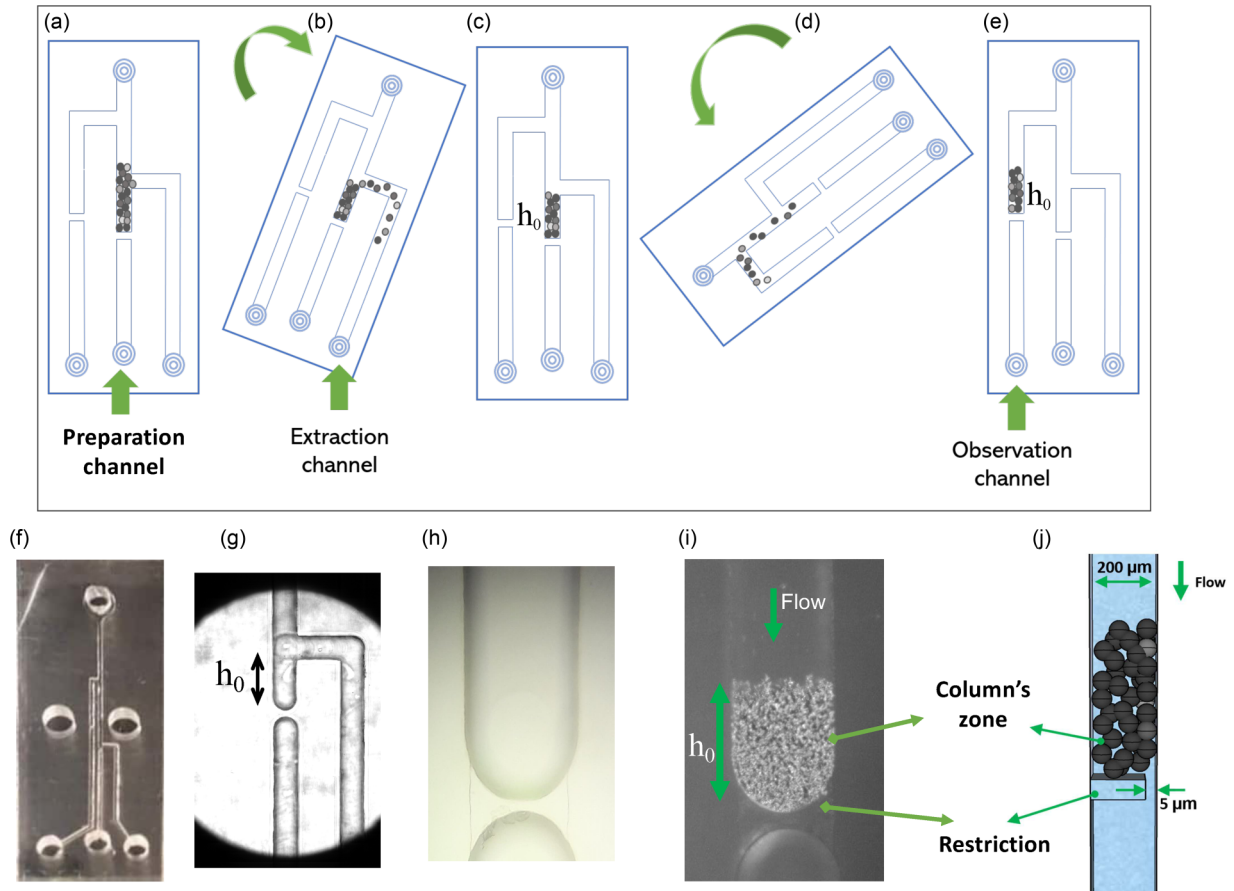 (a)
(b)
(c)
(d)
(e)
h0
h0
h0
Preparation
channel
Extraction
channel
Observation
channel
(f)
(g)
(h)
(i)
(j)
h0
Flow
h0
Column's
zone
Restriction
200 µm
Flow
5 µm